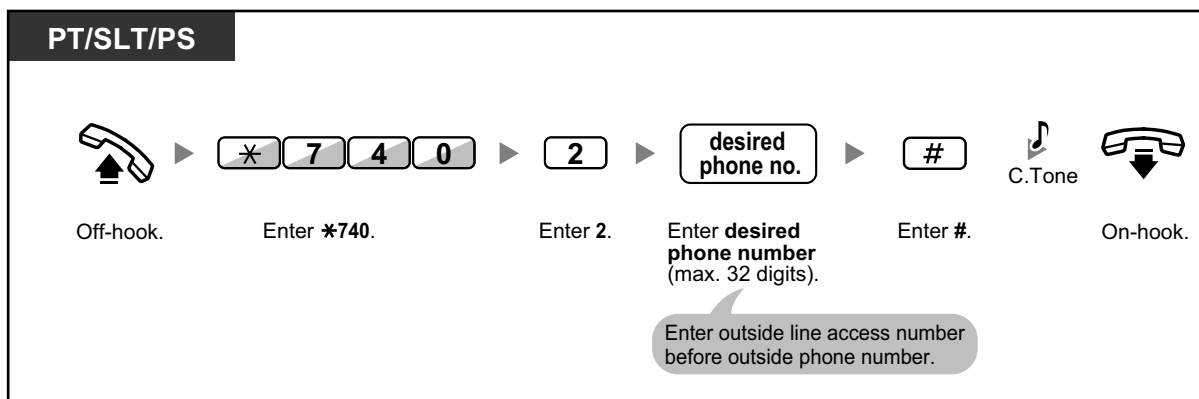 PT/SLT/PS
* 7 4 0
2
desired
phone no.
#
C.Tone
Off-hook.
Enter *740.
Enter 2.
Enter desired
phone number
(max. 32 digits).
Enter #.
On-hook.
Enter outside line access number
before outside phone number.